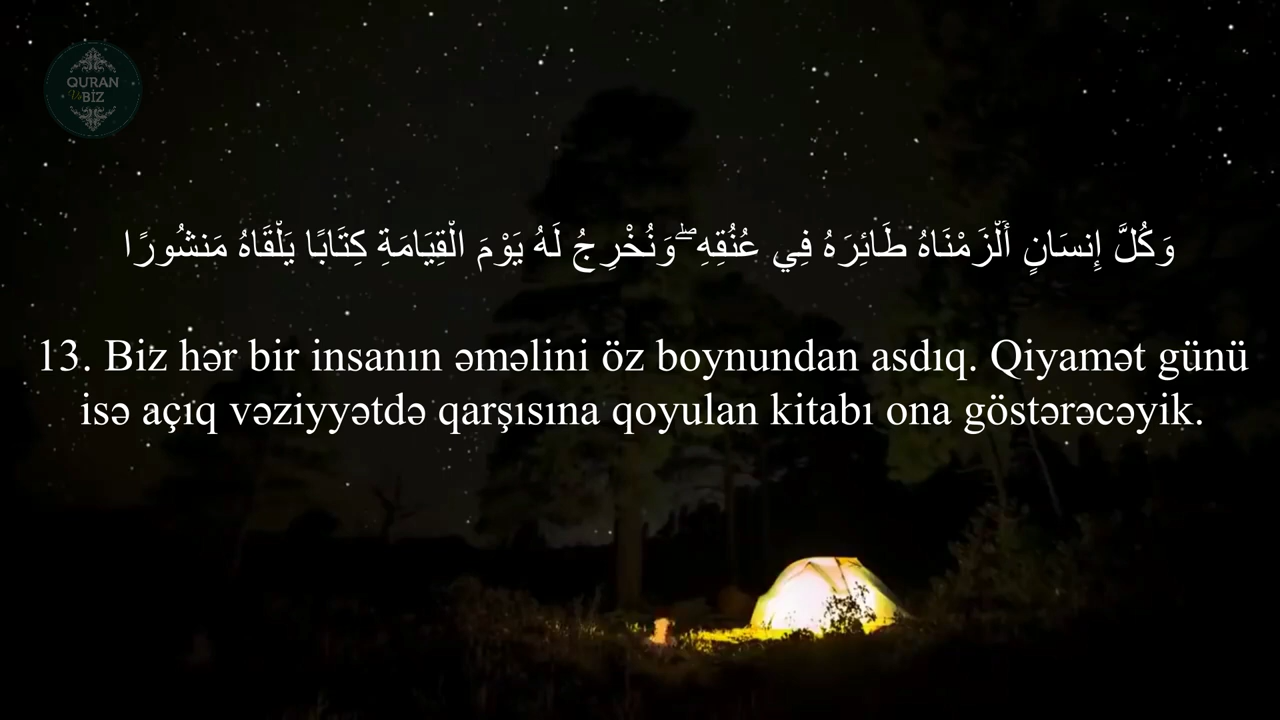 QURAN
Və
BİZ
وَكُلَّ إِنسَانٍ أَلْزَمْنَاهُ طَائِرَهُ فِي عُنُقِهِ ۖ وَنُخْرِجُ لَهُ يَوْمَ الْقِيَامَةِ كِتَابًا يَلْقَاهُ مَنشُورًا
13. Biz hər bir insanın əməlini öz boynundan asdıq. Qiyamət günü
isə açıq vəziyyətdə qarşısına qoyulan kitabı ona göstərəcəyik.